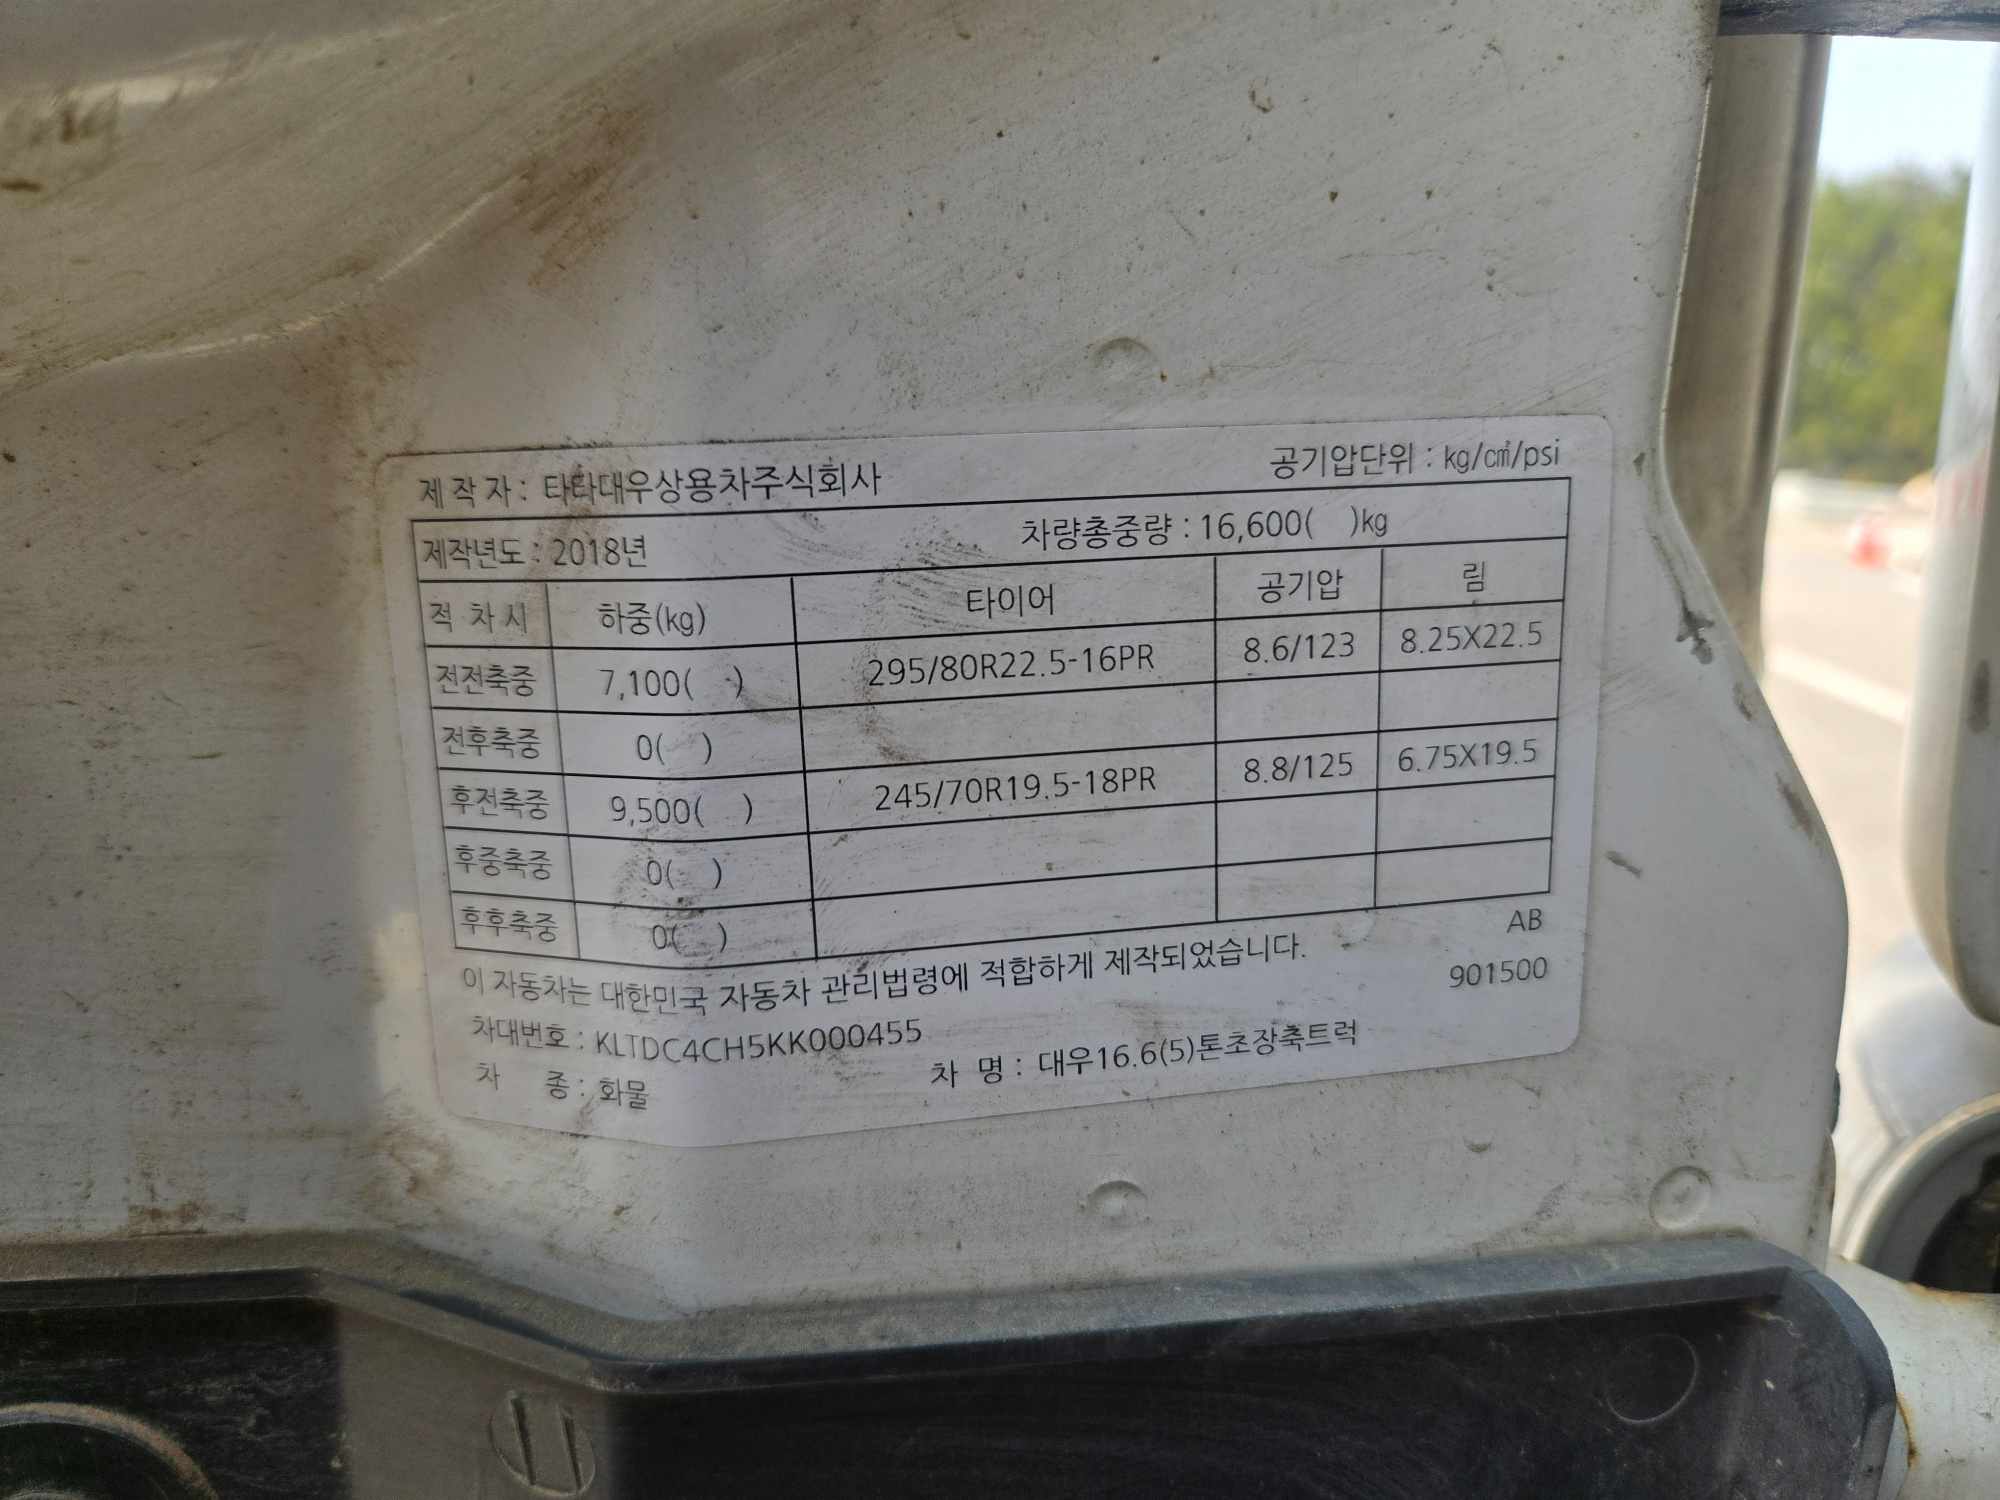 제 작 자 : 타타대우상용차주식회사 공기압단위 : kg/㎠/psi
제작년도 : 2018년 차량총중량 : 16,600( )kg
적 차 시 하중(kg) 타이어 공기압 림
전전축중 7,100( ) 295/80R22.5-16PR 8.6/123 8.25X22.5
전후축중 0( )
후전축중 9,500( ) 245/70R19.5-18PR 8.8/125 6.75X19.5
후중축중 0( )
후후축중 0( )
이 자동차는 대한민국 자동차 관리법령에 적합하게 제작되었습니다. AB
차대번호 : KLTDC4CH5KK000455 901500
차 종 : 화물 차 명 : 대우16.6(5)톤초장축트럭